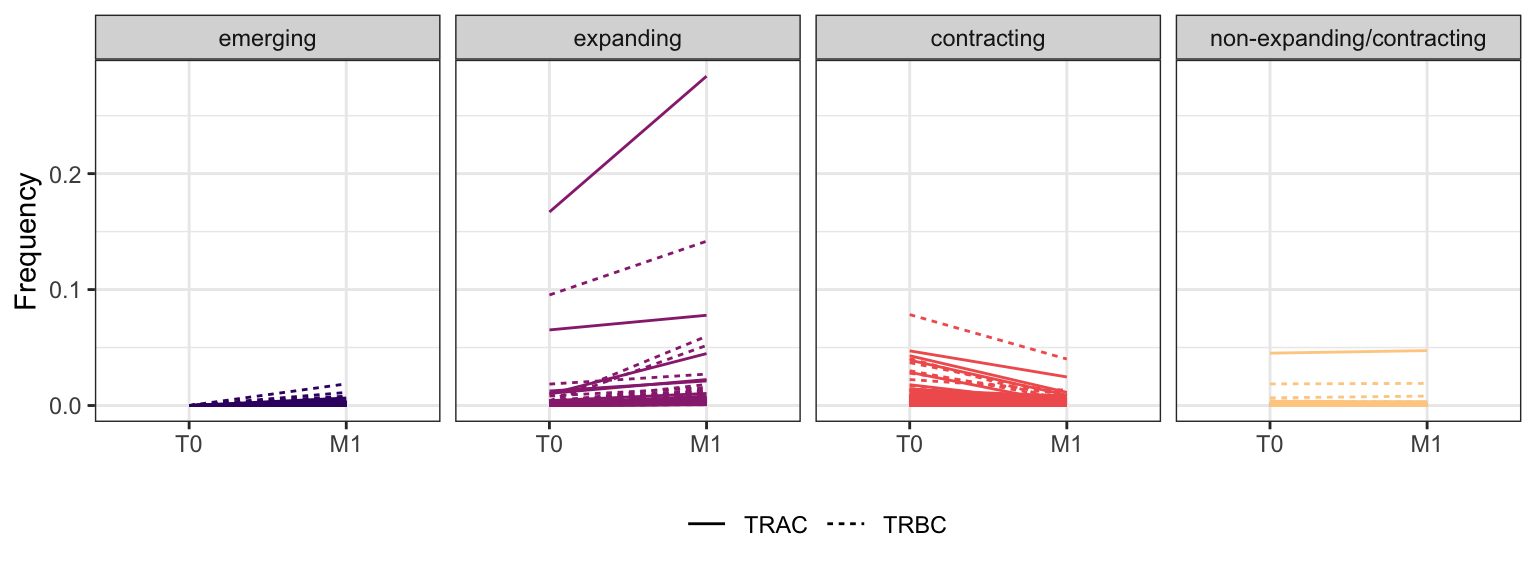 emerging expanding contracting non-expanding/contracting
Frequency
0.2
0.1
0.0
T0 M1 T0 M1 T0 M1 T0 M1
TRAC TRBC